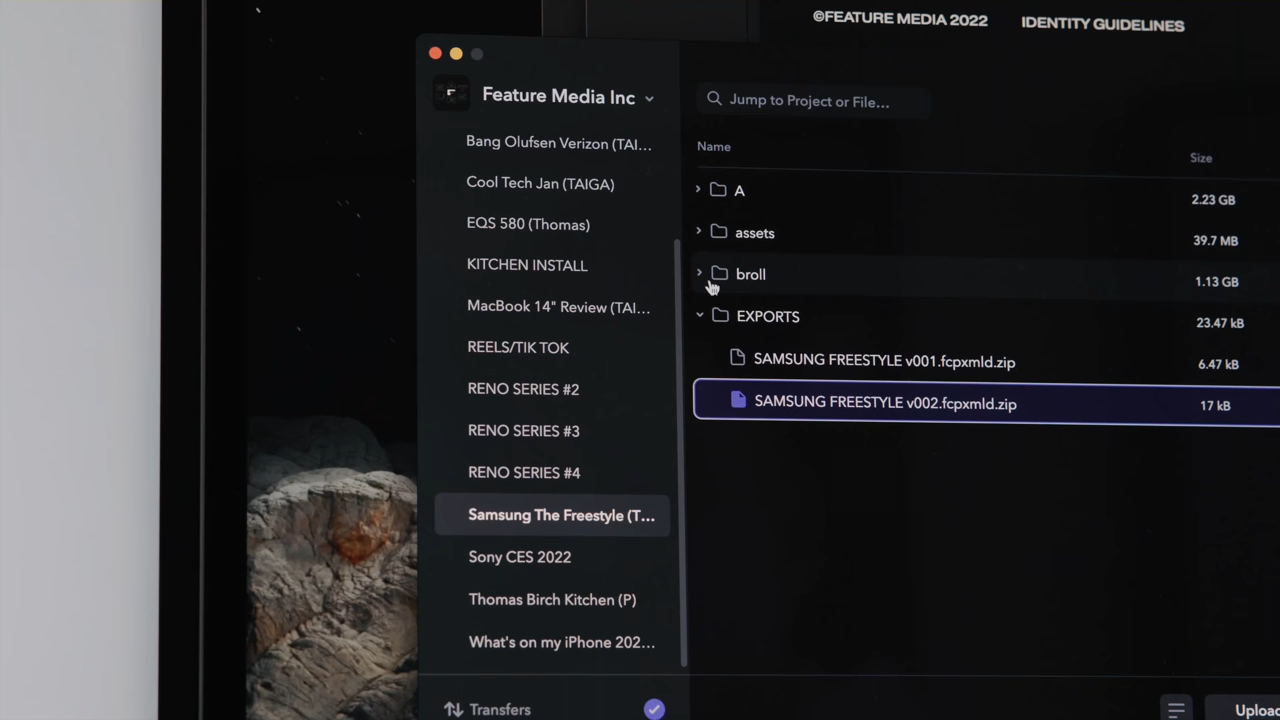 ©FEATURE MEDIA 2022 IDENTITY GUIDELINES
Feature Media Inc
Jump to Project or File...
Bang Olufsen Verizon (TAI...
Cool Tech Jan (TAIGA)
EQS 580 (Thomas)
KITCHEN INSTALL
MacBook 14" Review (TAI...
REELS/TIK TOK
RENO SERIES #2
RENO SERIES #3
RENO SERIES #4
Samsung The Freestyle (T...
Sony CES 2022
Thomas Birch Kitchen (P)
What's on my iPhone 202...
Transfers
Name Size
A 2.23 GB
assets 39.7 MB
broll 1.13 GB
EXPORTS 23.47 kB
SAMSUNG FREESTYLE v001.fcpxmld.zip 6.47 kB
SAMSUNG FREESTYLE v002.fcpxmld.zip 17 kB